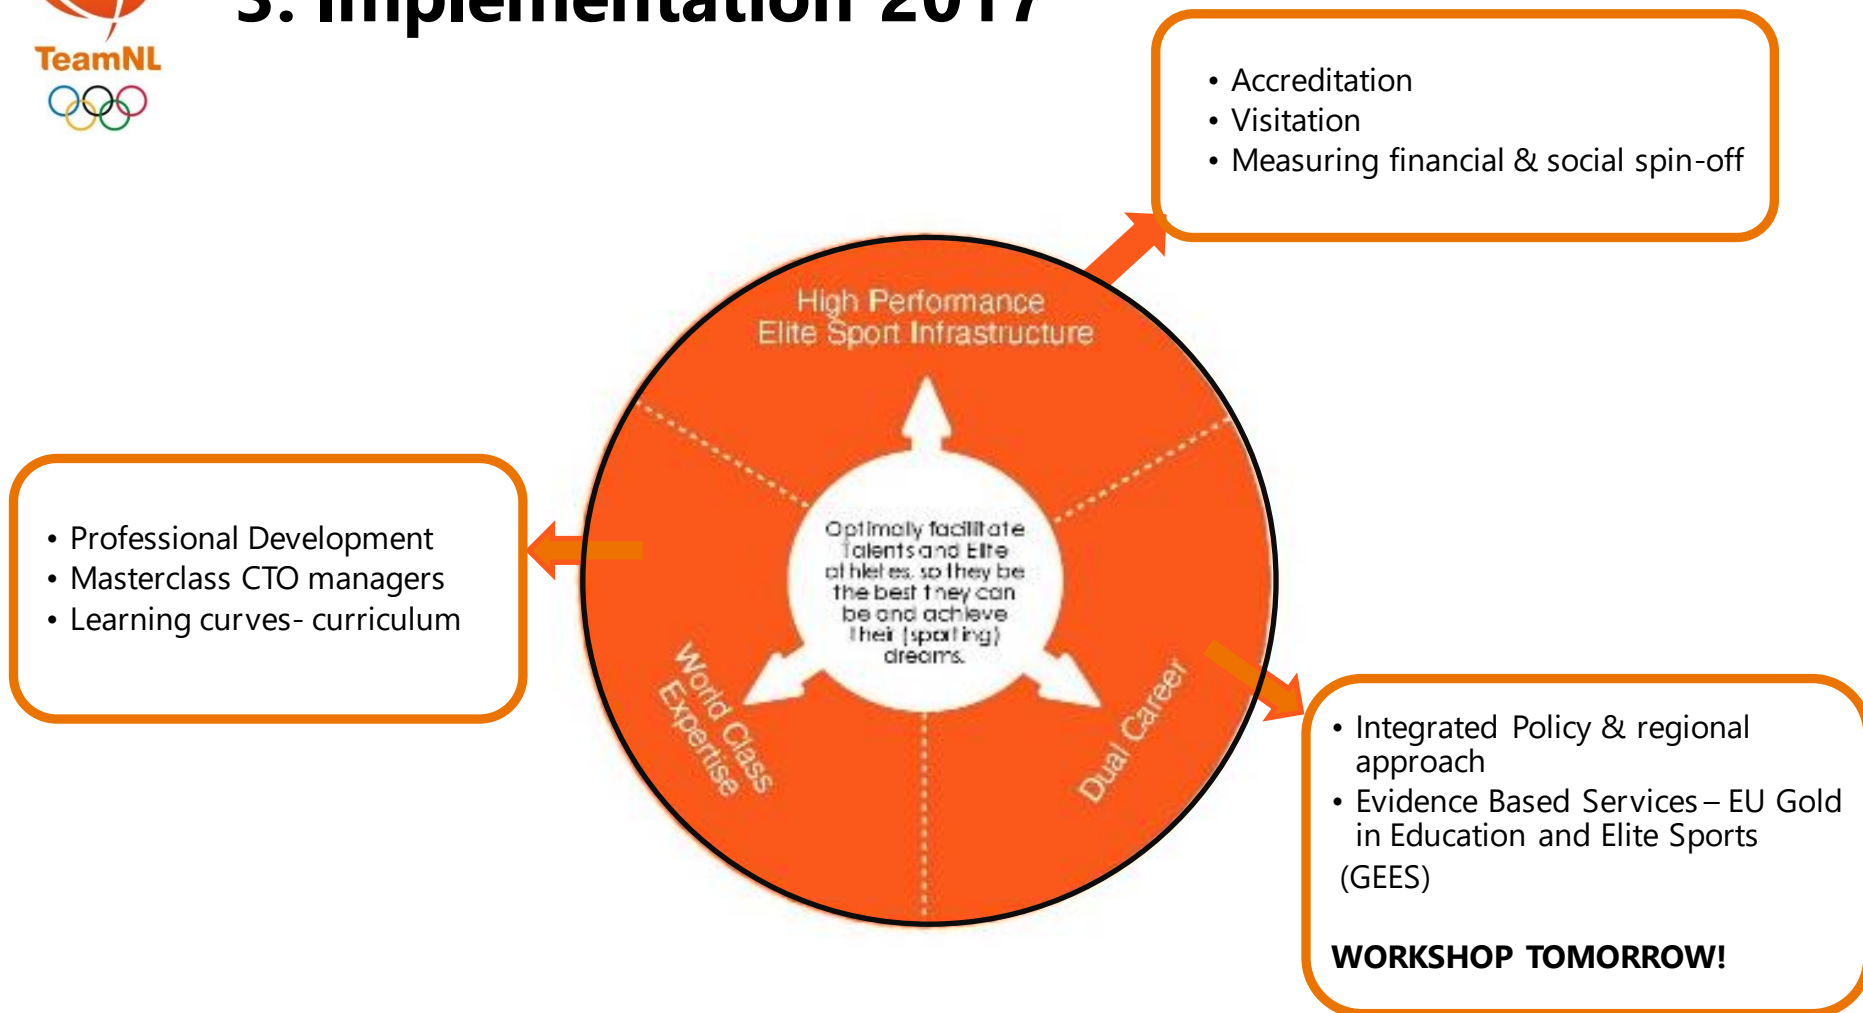 Implementation 2017
TeamNL
• Accreditation
• Visitation
• Measuring financial & social spin-off
High Performance
Elite Sport Infrastructure
• Professional Development
• Masterclass CTO managers
• Learning curves- curriculum
Optimally facilitate
Talents and Elite
athletes, so they be
the best they can
be and achieve
their (sporting)
dreams.
World Class
Expertise
Dual Career
• Integrated Policy & regional
approach
• Evidence Based Services – EU Gold
in Education and Elite Sports
(GEES)
WORKSHOP TOMORROW!